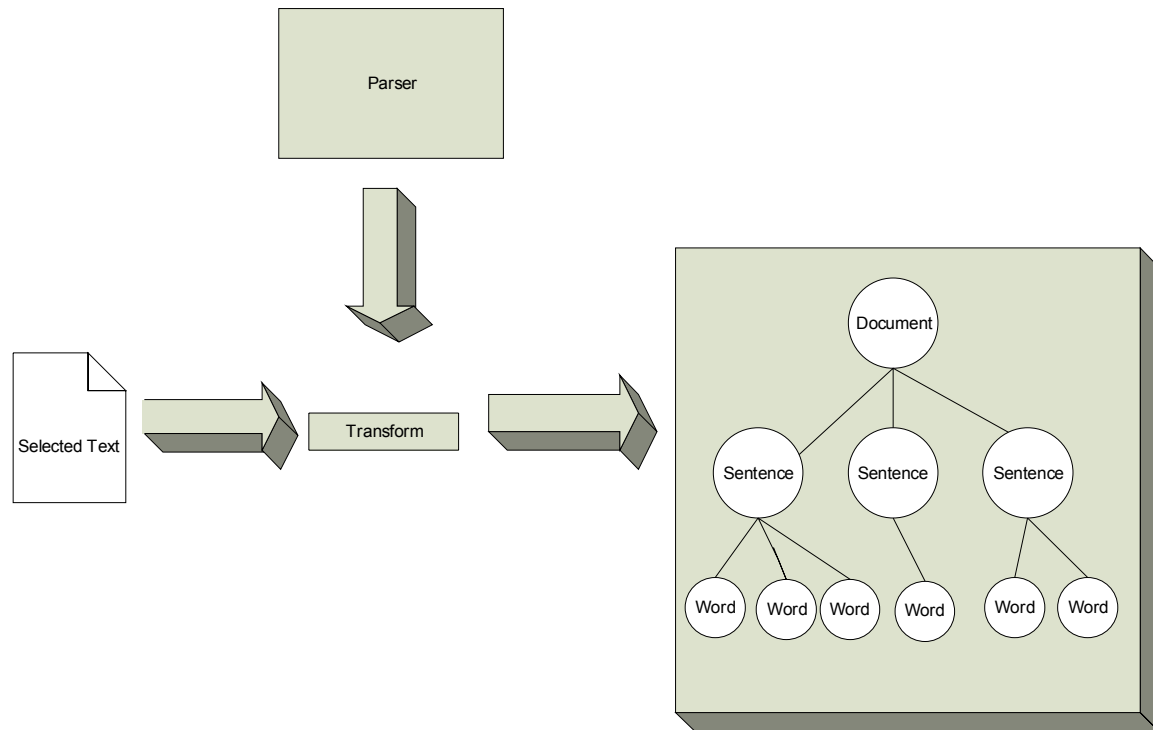 Parser
Selected Text
Transform
Document
Sentence
Sentence
Sentence
Word
Word
Word
Word
Word
Word